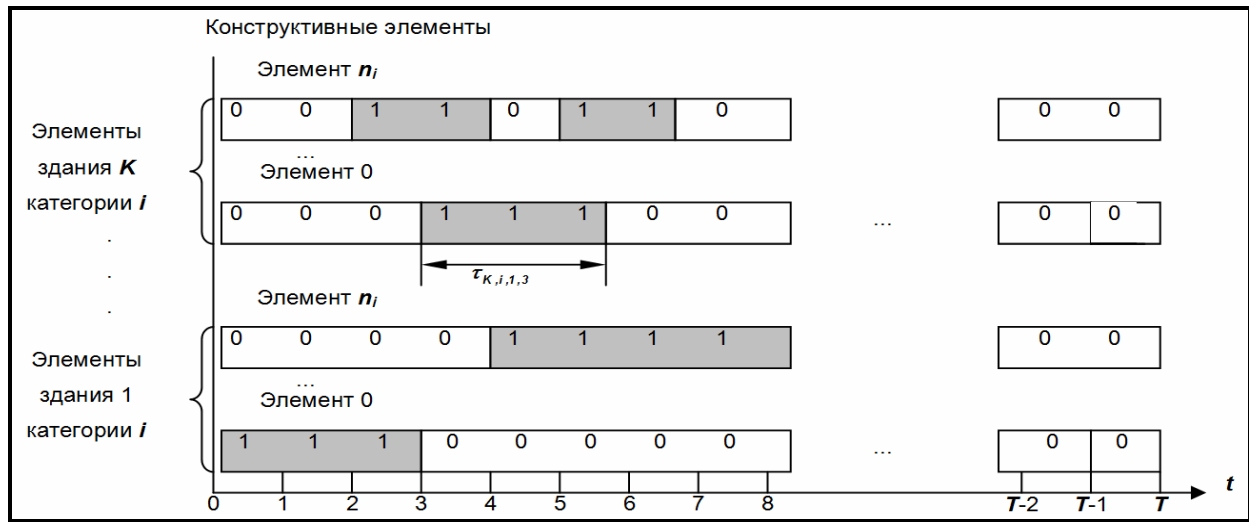 Конструктивные элементы
Элемент nᵢ
0 0 1 1 0 1 1 0 0 0
Элементы
здания K
категории i
...
Элемент 0
0 0 0 1 1 1 0 0 ... 0 0
τK,i,1,3
.
.
.
Элемент nᵢ
0 0 0 0 1 1 1 1 0 0
Элементы
здания 1
категории i
...
Элемент 0
1 1 1 0 0 0 0 0 ... 0 0
0 1 2 3 4 5 6 7 8 T-2 T-1 T t